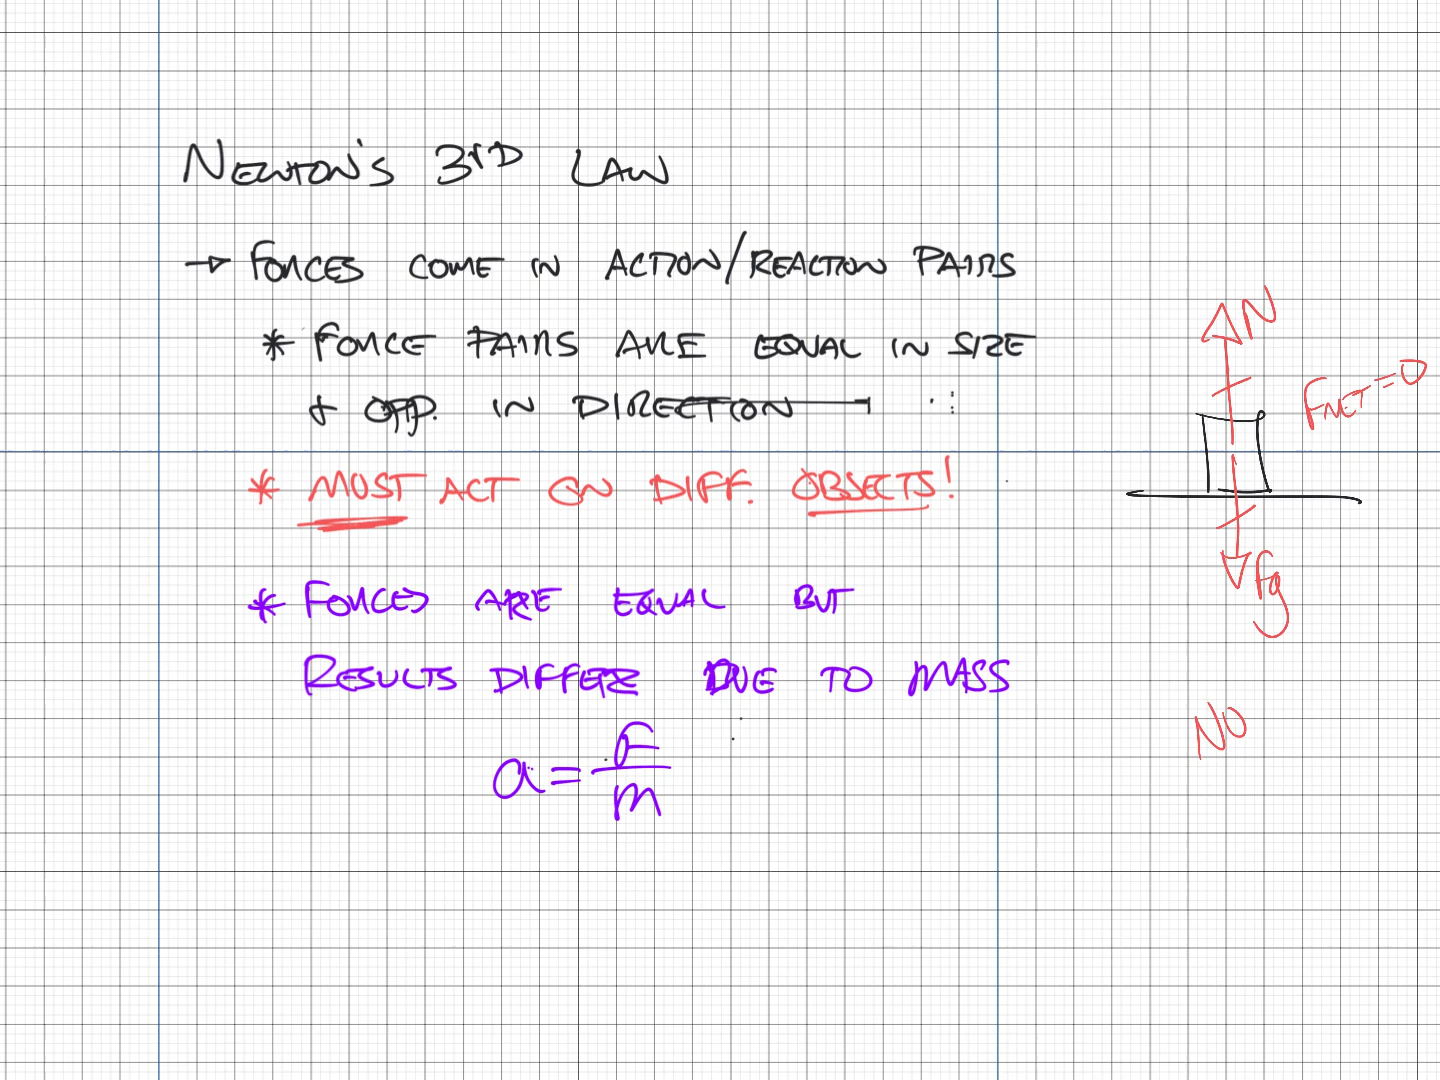 NEWTON'S 3RD LAW
→ FORCES COME IN ACTION/REACTION PAIRS
* FORCE PAIRS ARE EQUAL IN SIZE
+ OPP. IN DIRECTION
* MUST ACT ON DIFF. OBJECTS!
* FORCES ARE EQUAL BUT
RESULTS DIFFER DUE TO MASS
a = F/m
N
FNET = 0
Fg
NO